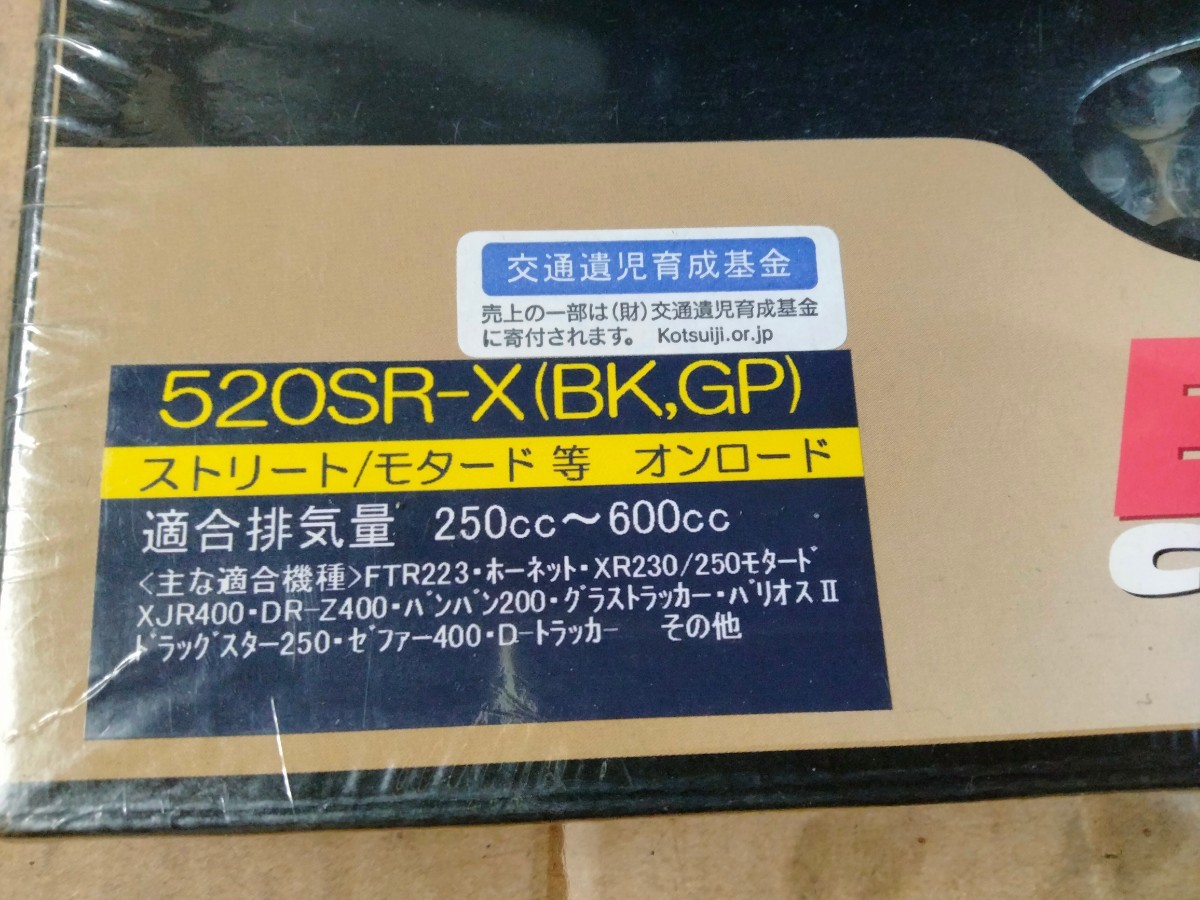 交通遺児育成基金
売上の一部は(財)交通遺児育成基金
に寄付されます。 Kotsuiji.or.jp
520SR-X(BK,GP)
ストリート/モタード 等 オンロード
適合排気量 250cc～600cc
<主な適合機種>FTR223・ホーネット・XR230/250ﾓﾀｰﾄﾞ
XJR400・DR-Z400・ﾊﾞﾝﾊﾞﾝ200・ｸﾞﾗｽﾄﾗｯｶｰ・ﾊﾞﾘｵｽⅡ
ﾄﾞﾗｯｸﾞｽﾀｰ250・ｾﾞﾌｧｰ400・D-ﾄﾗｯｶｰ その他